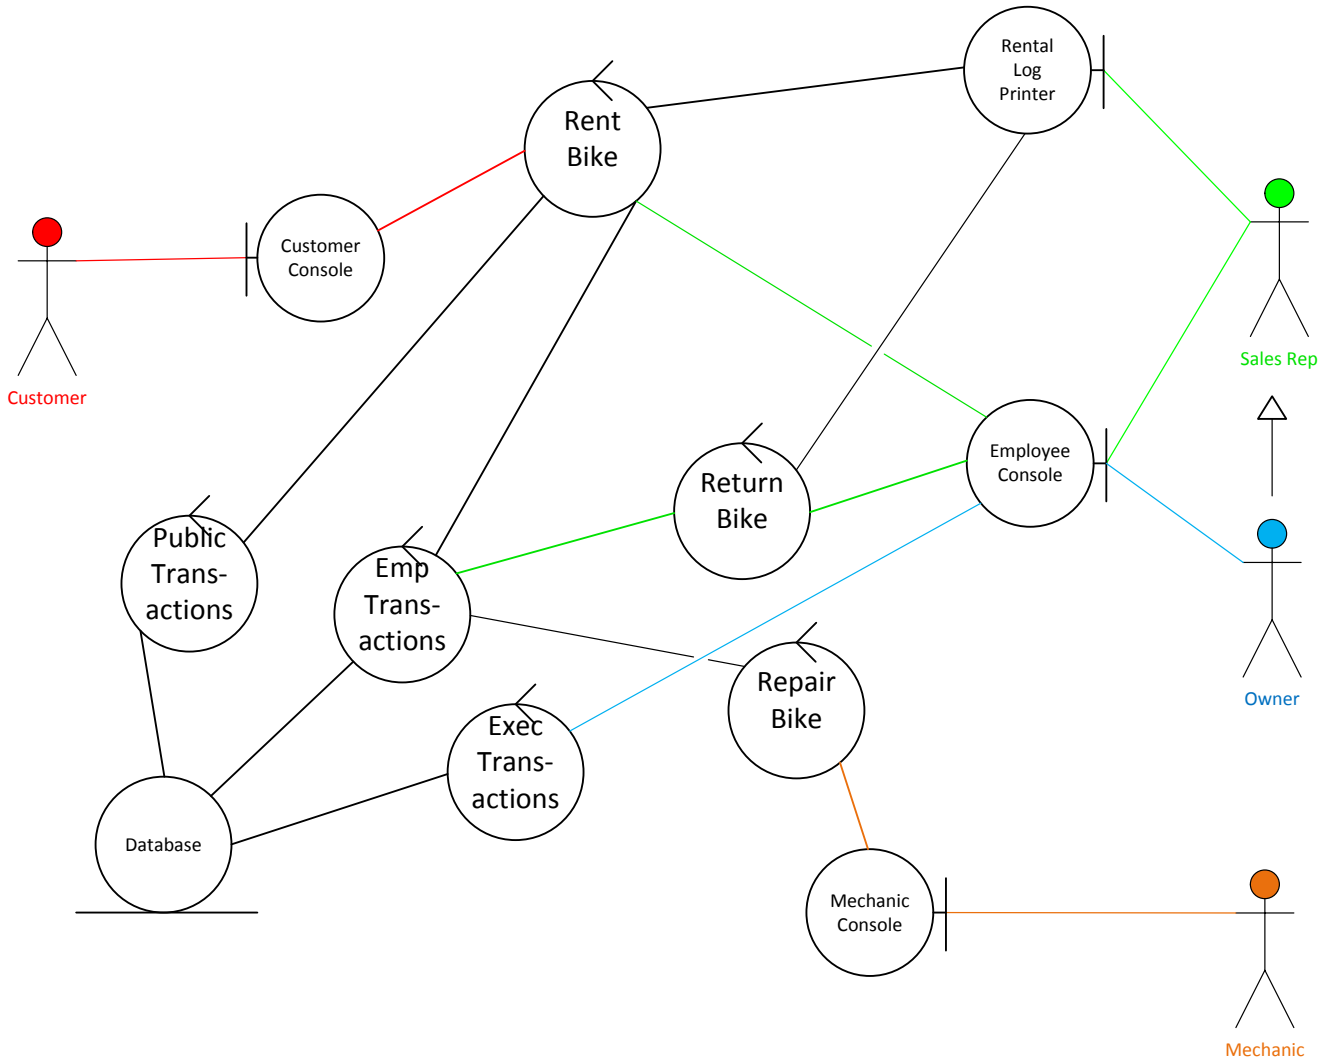 Rental
Log
Printer
Rent
Bike
Customer
Console
Sales Rep
Customer
Employee
Console
Return
Bike
Public
Trans-
actions
Emp
Trans-
actions
Repair
Bike
Owner
Exec
Trans-
actions
Database
Mechanic
Console
Mechanic